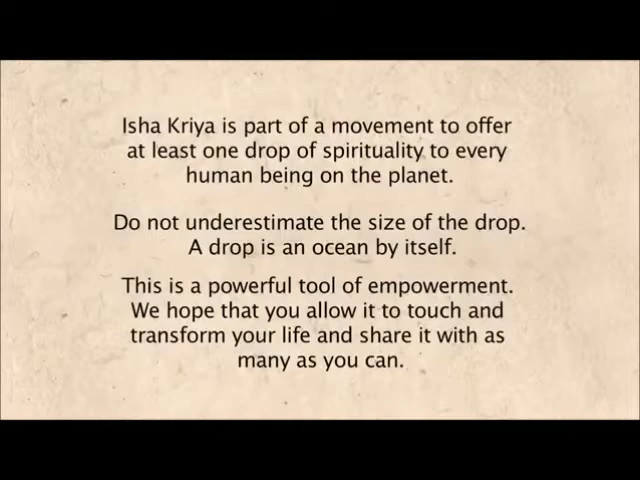 Isha Kriya is part of a movement to offer
at least one drop of spirituality to every
human being on the planet.
Do not underestimate the size of the drop.
A drop is an ocean by itself.
This is a powerful tool of empowerment.
We hope that you allow it to touch and
transform your life and share it with as
many as you can.